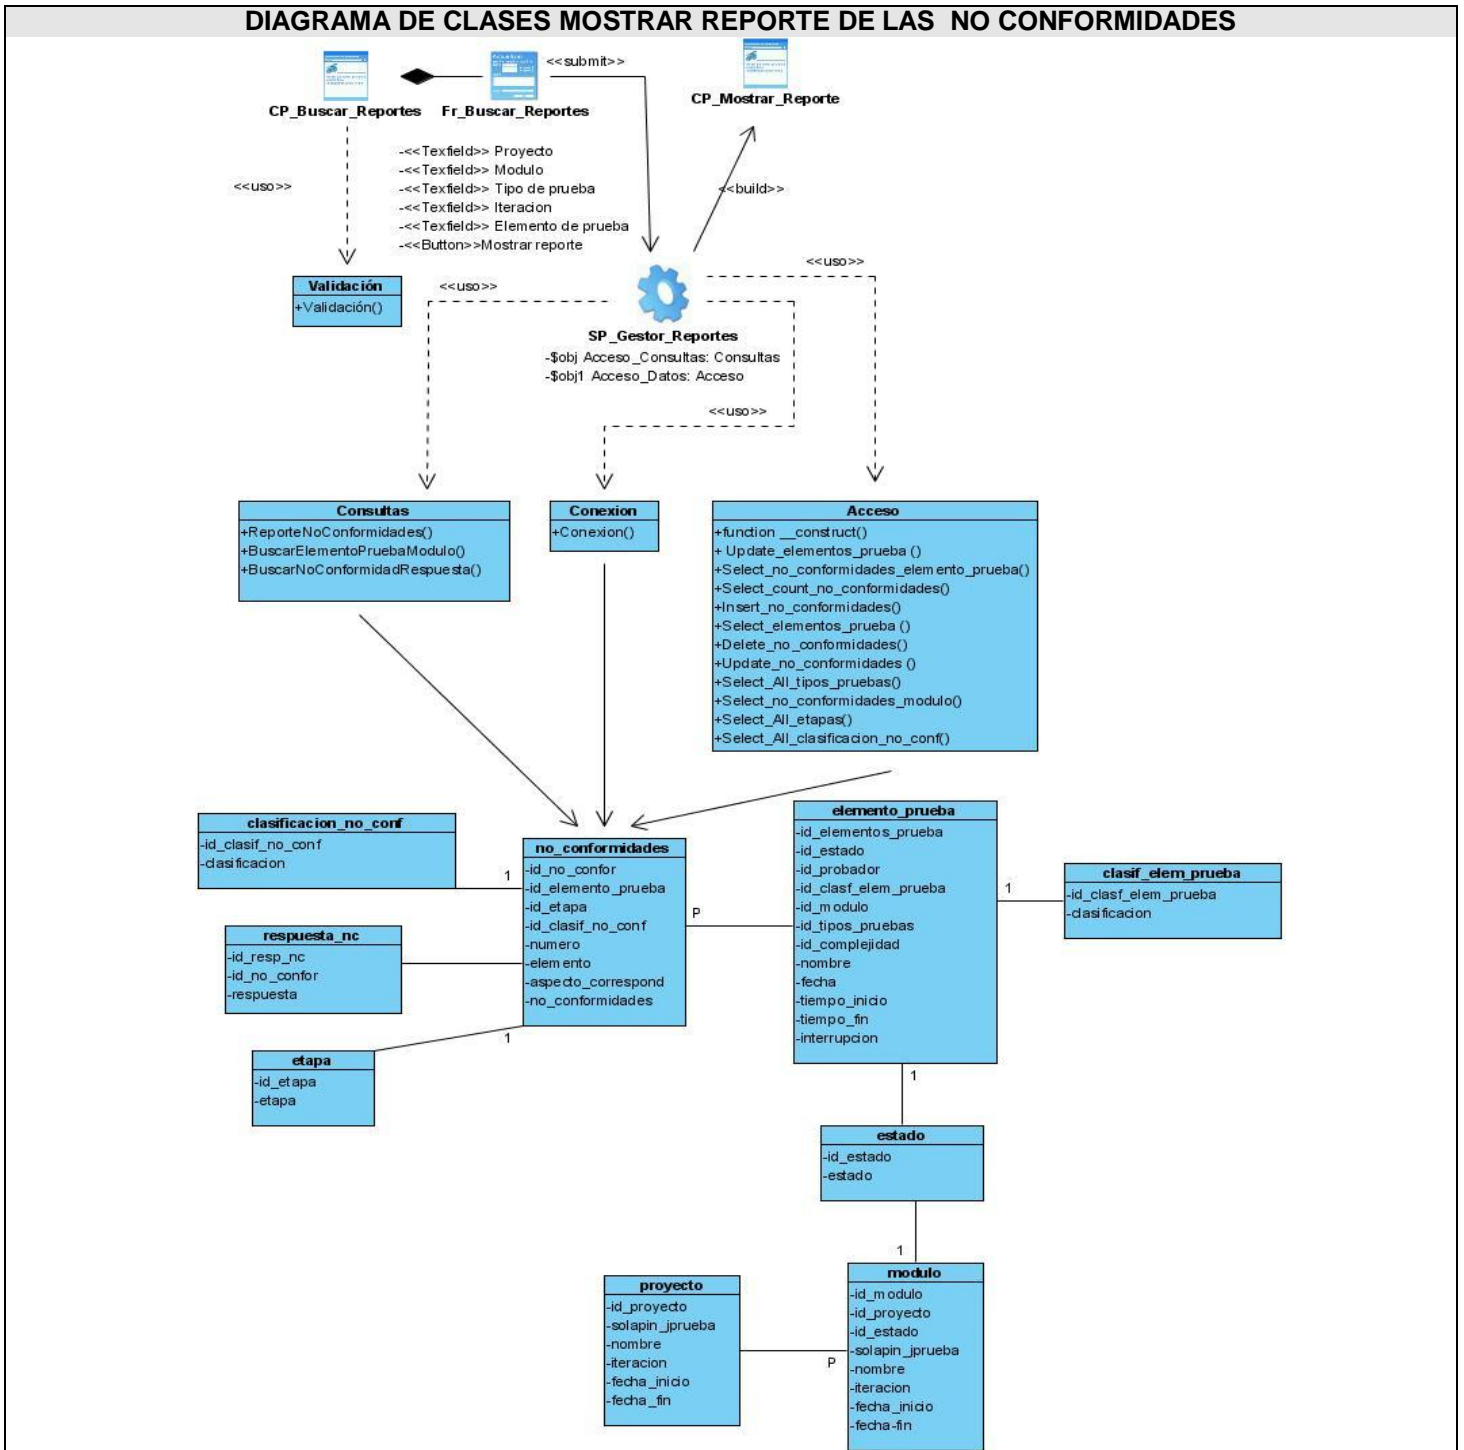 DIAGRAMA DE CLASES MOSTRAR REPORTE DE LAS NO CONFORMIDADES
<<submit>>
CP_Buscar_Reportes
Fr_Buscar_Reportes
CP_Mostrar_Reporte
-<<Texfield>> Proyecto
-<<Texfield>> Modulo
-<<Texfield>> Tipo de prueba
-<<Texfield>> Iteracion
-<<Texfield>> Elemento de prueba
-<<Button>>Mostrar reporte
<<uso>>
<<build>>
Validación
+Validación()
<<uso>>
<<uso>>
SP_Gestor_Reportes
-$obj Acceso_Consultas: Consultas
-$obj1 Acceso_Datos: Acceso
<<uso>>
Consultas
+ReporteNoConformidades()
+BuscarElementoPruebaModulo()
+BuscarNoConformidadRespuesta()
Conexion
+Conexion()
Acceso
+function __construct()
+ Update_elementos_prueba ()
+Select_no_conformidades_elemento_prueba()
+Select_count_no_conformidades()
+Insert_no_conformidades()
+Select_elementos_prueba ()
+Delete_no_conformidades()
+Update_no_conformidades ()
+Select_All_tipos_pruebas()
+Select_no_conformidades_modulo()
+Select_All_etapas()
+Select_All_clasificacion_no_conf()
clasificacion_no_conf
-id_clasif_no_conf
-clasificacion
1
respuesta_nc
-id_resp_nc
-id_no_confor
-respuesta
etapa
-id_etapa
-etapa
1
no_conformidades
-id_no_confor
-id_elemento_prueba
-id_etapa
-id_clasif_no_conf
-numero
-elemento
-aspecto_correspond
-no_conformidades
P
elemento_prueba
-id_elementos_prueba
-id_estado
-id_probador
-id_clasf_elem_prueba
-id_modulo
-id_tipos_pruebas
-id_complejidad
-nombre
-fecha
-tiempo_inicio
-tiempo_fin
-interrupcion
1
clasif_elem_prueba
-id_clasf_elem_prueba
-clasificacion
1
estado
-id_estado
-estado
1
proyecto
-id_proyecto
-solapin_jprueba
-nombre
-iteracion
-fecha_inicio
-fecha_fin
P
modulo
-id_modulo
-id_proyecto
-id_estado
-solapin_jprueba
-nombre
-iteracion
-fecha_inicio
-fecha-fin